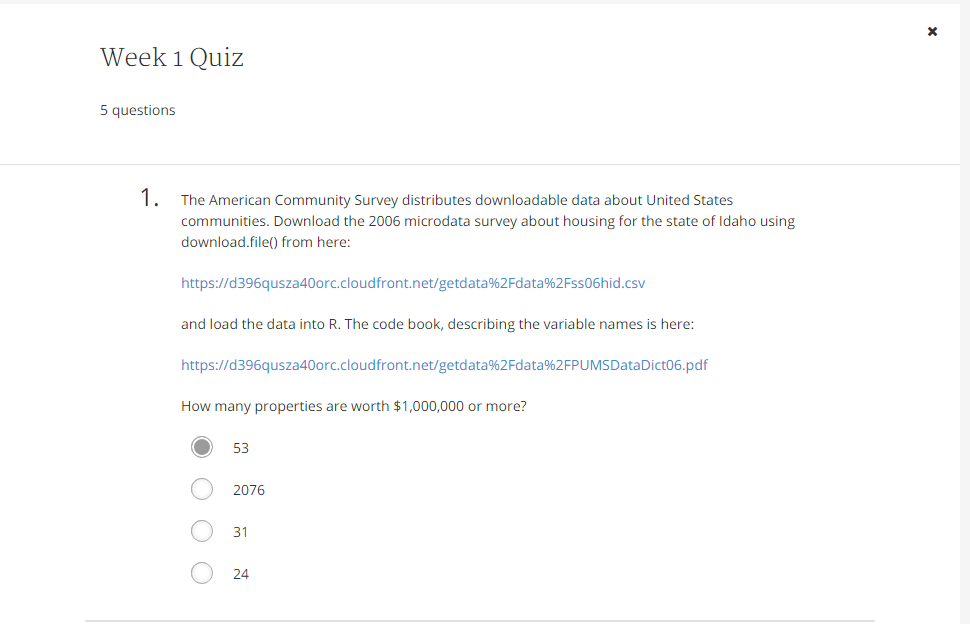 Week 1 Quiz
5 questions
1. The American Community Survey distributes downloadable data about United States
communities. Download the 2006 microdata survey about housing for the state of Idaho using
download.file() from here:
https://d396qusza40orc.cloudfront.net/getdata%2Fdata%2Fss06hid.csv
and load the data into R. The code book, describing the variable names is here:
https://d396qusza40orc.cloudfront.net/getdata%2Fdata%2FPUMSDataDict06.pdf
How many properties are worth $1,000,000 or more?
53
2076
31
24